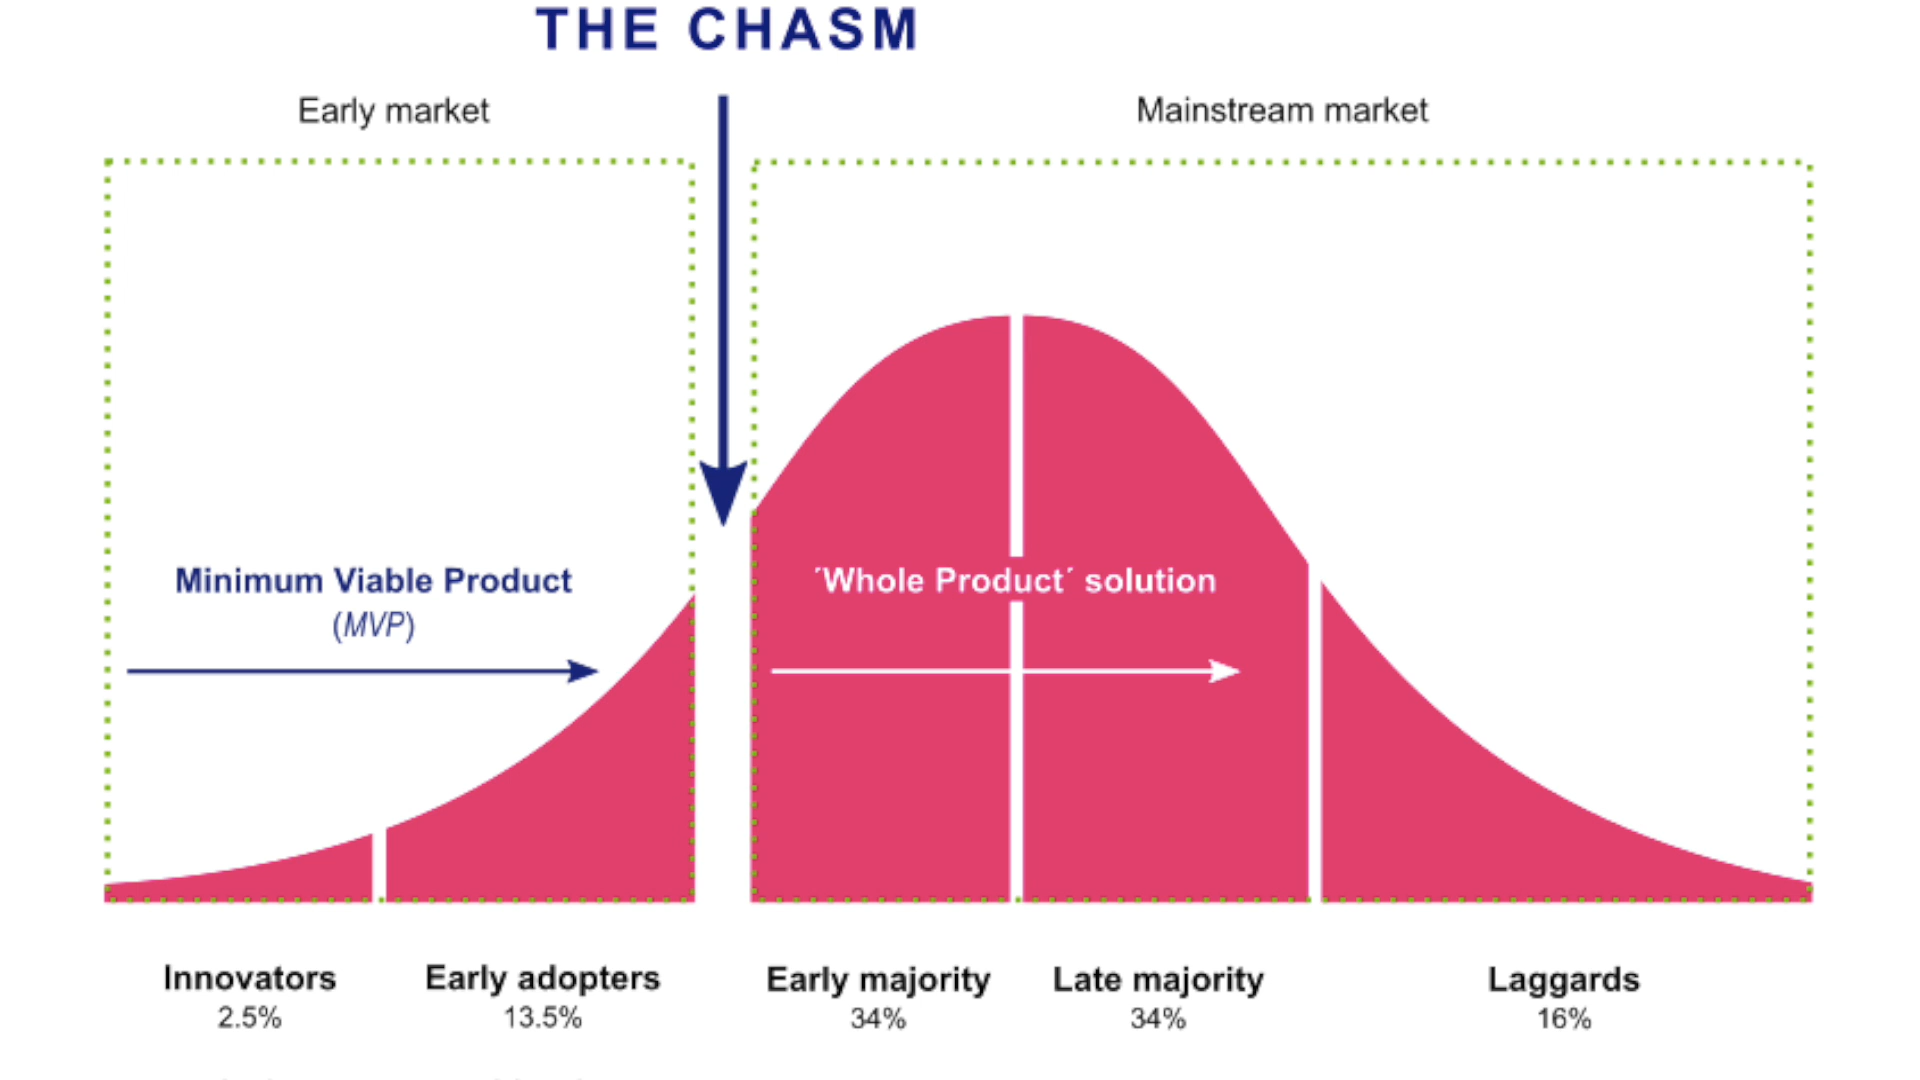 THE CHASM
Early market
Mainstream market
Minimum Viable Product
(MVP)
´Whole Product´ solution
Innovators
2.5%
Early adopters
13.5%
Early majority
34%
Late majority
34%
Laggards
16%